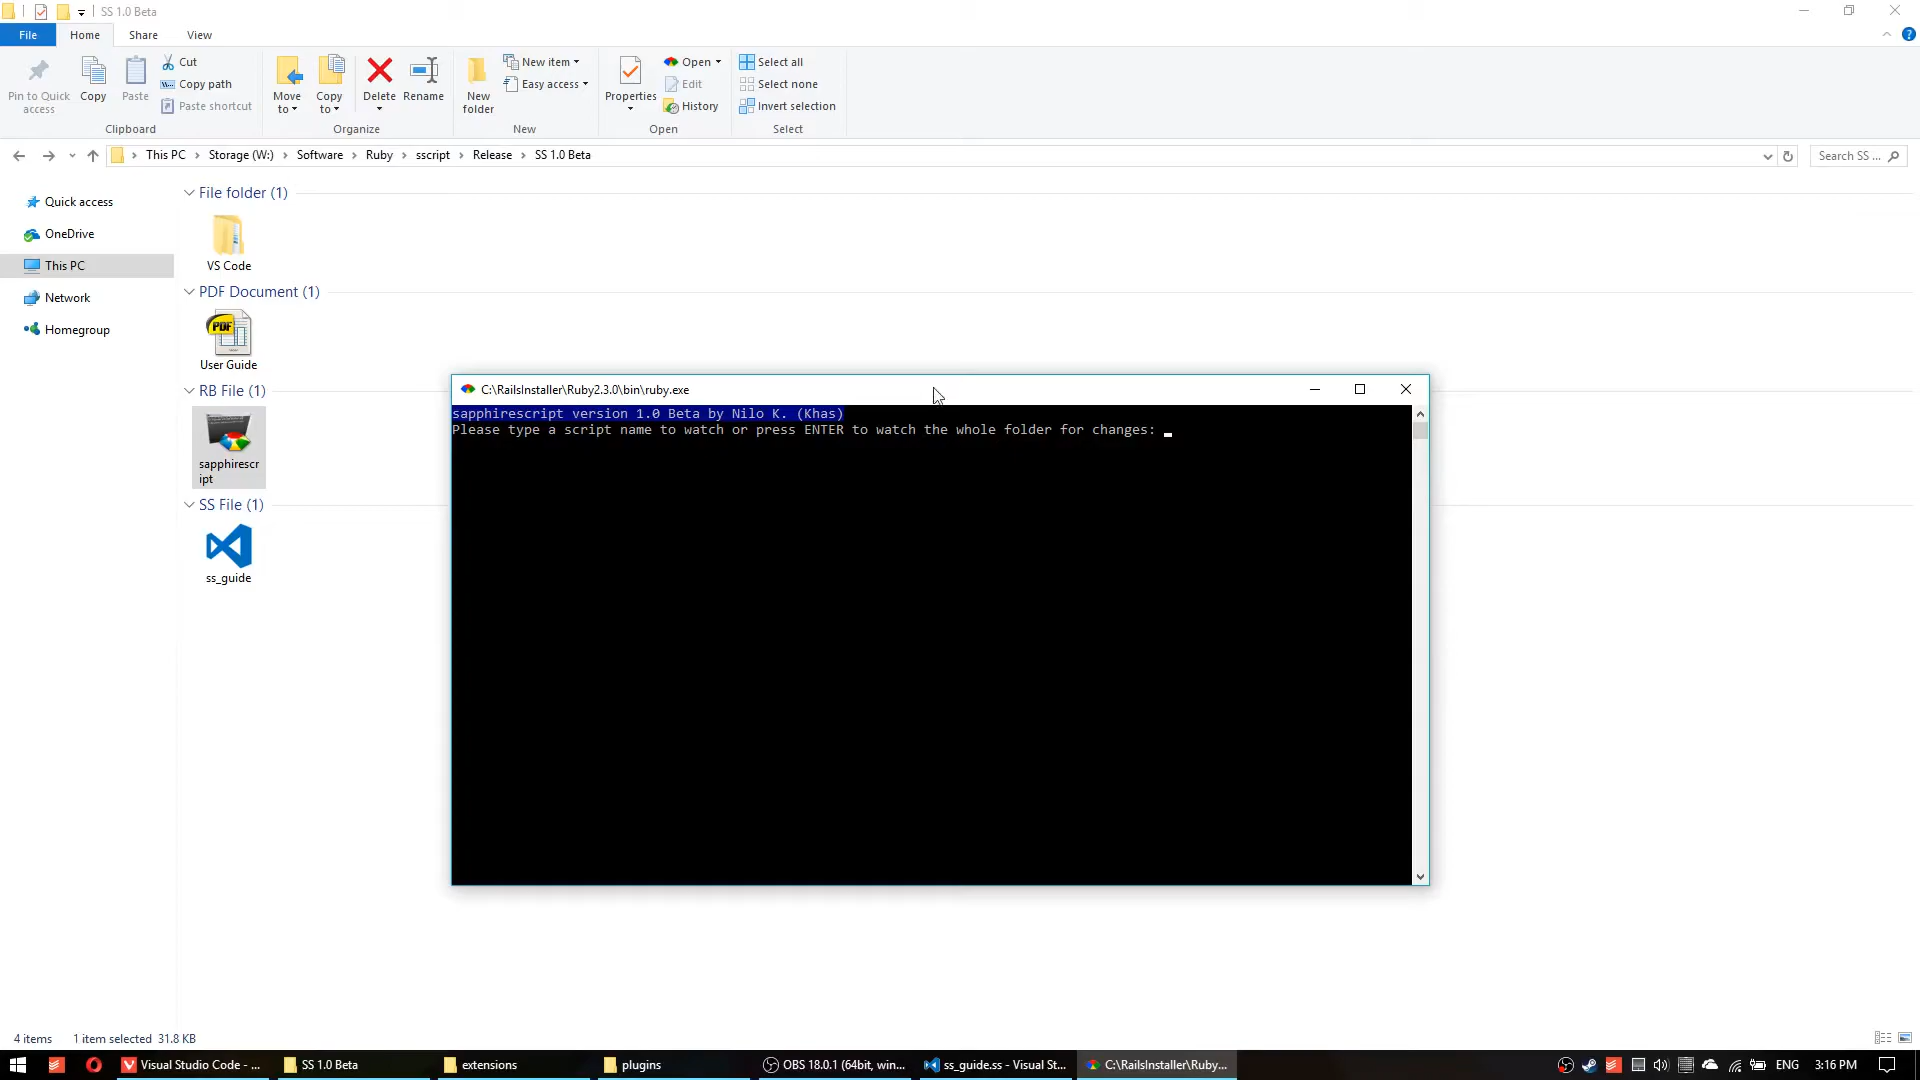 SS 1.0 Beta
File
Home
Share
View
Pin to Quick
access
Copy
Paste
Cut
Copy path
Paste shortcut
Clipboard
Move
to
Copy
to
Delete
Rename
Organize
New
folder
New item
Easy access
New
Properties
Open
Edit
History
Open
Select all
Select none
Invert selection
Select
This PC > Storage (W:) > Software > Ruby > sscript > Release > SS 1.0 Beta
Search SS ...
Quick access
OneDrive
This PC
Network
Homegroup
File folder (1)
VS Code
PDF Document (1)
PDF
User Guide
RB File (1)
sapphirescr
ipt
SS File (1)
ss_guide
C:\RailsInstaller\Ruby2.3.0\bin\ruby.exe
sapphirescript version 1.0 Beta by Nilo K. (Khas)
Please type a script name to watch or press ENTER to watch the whole folder for changes:
4 items
1 item selected 31.8 KB
Visual Studio Code - ...
SS 1.0 Beta
extensions
plugins
OBS 18.0.1 (64bit, win...
ss_guide.ss - Visual St...
C:\RailsInstaller\Ruby...
ENG
3:16 PM